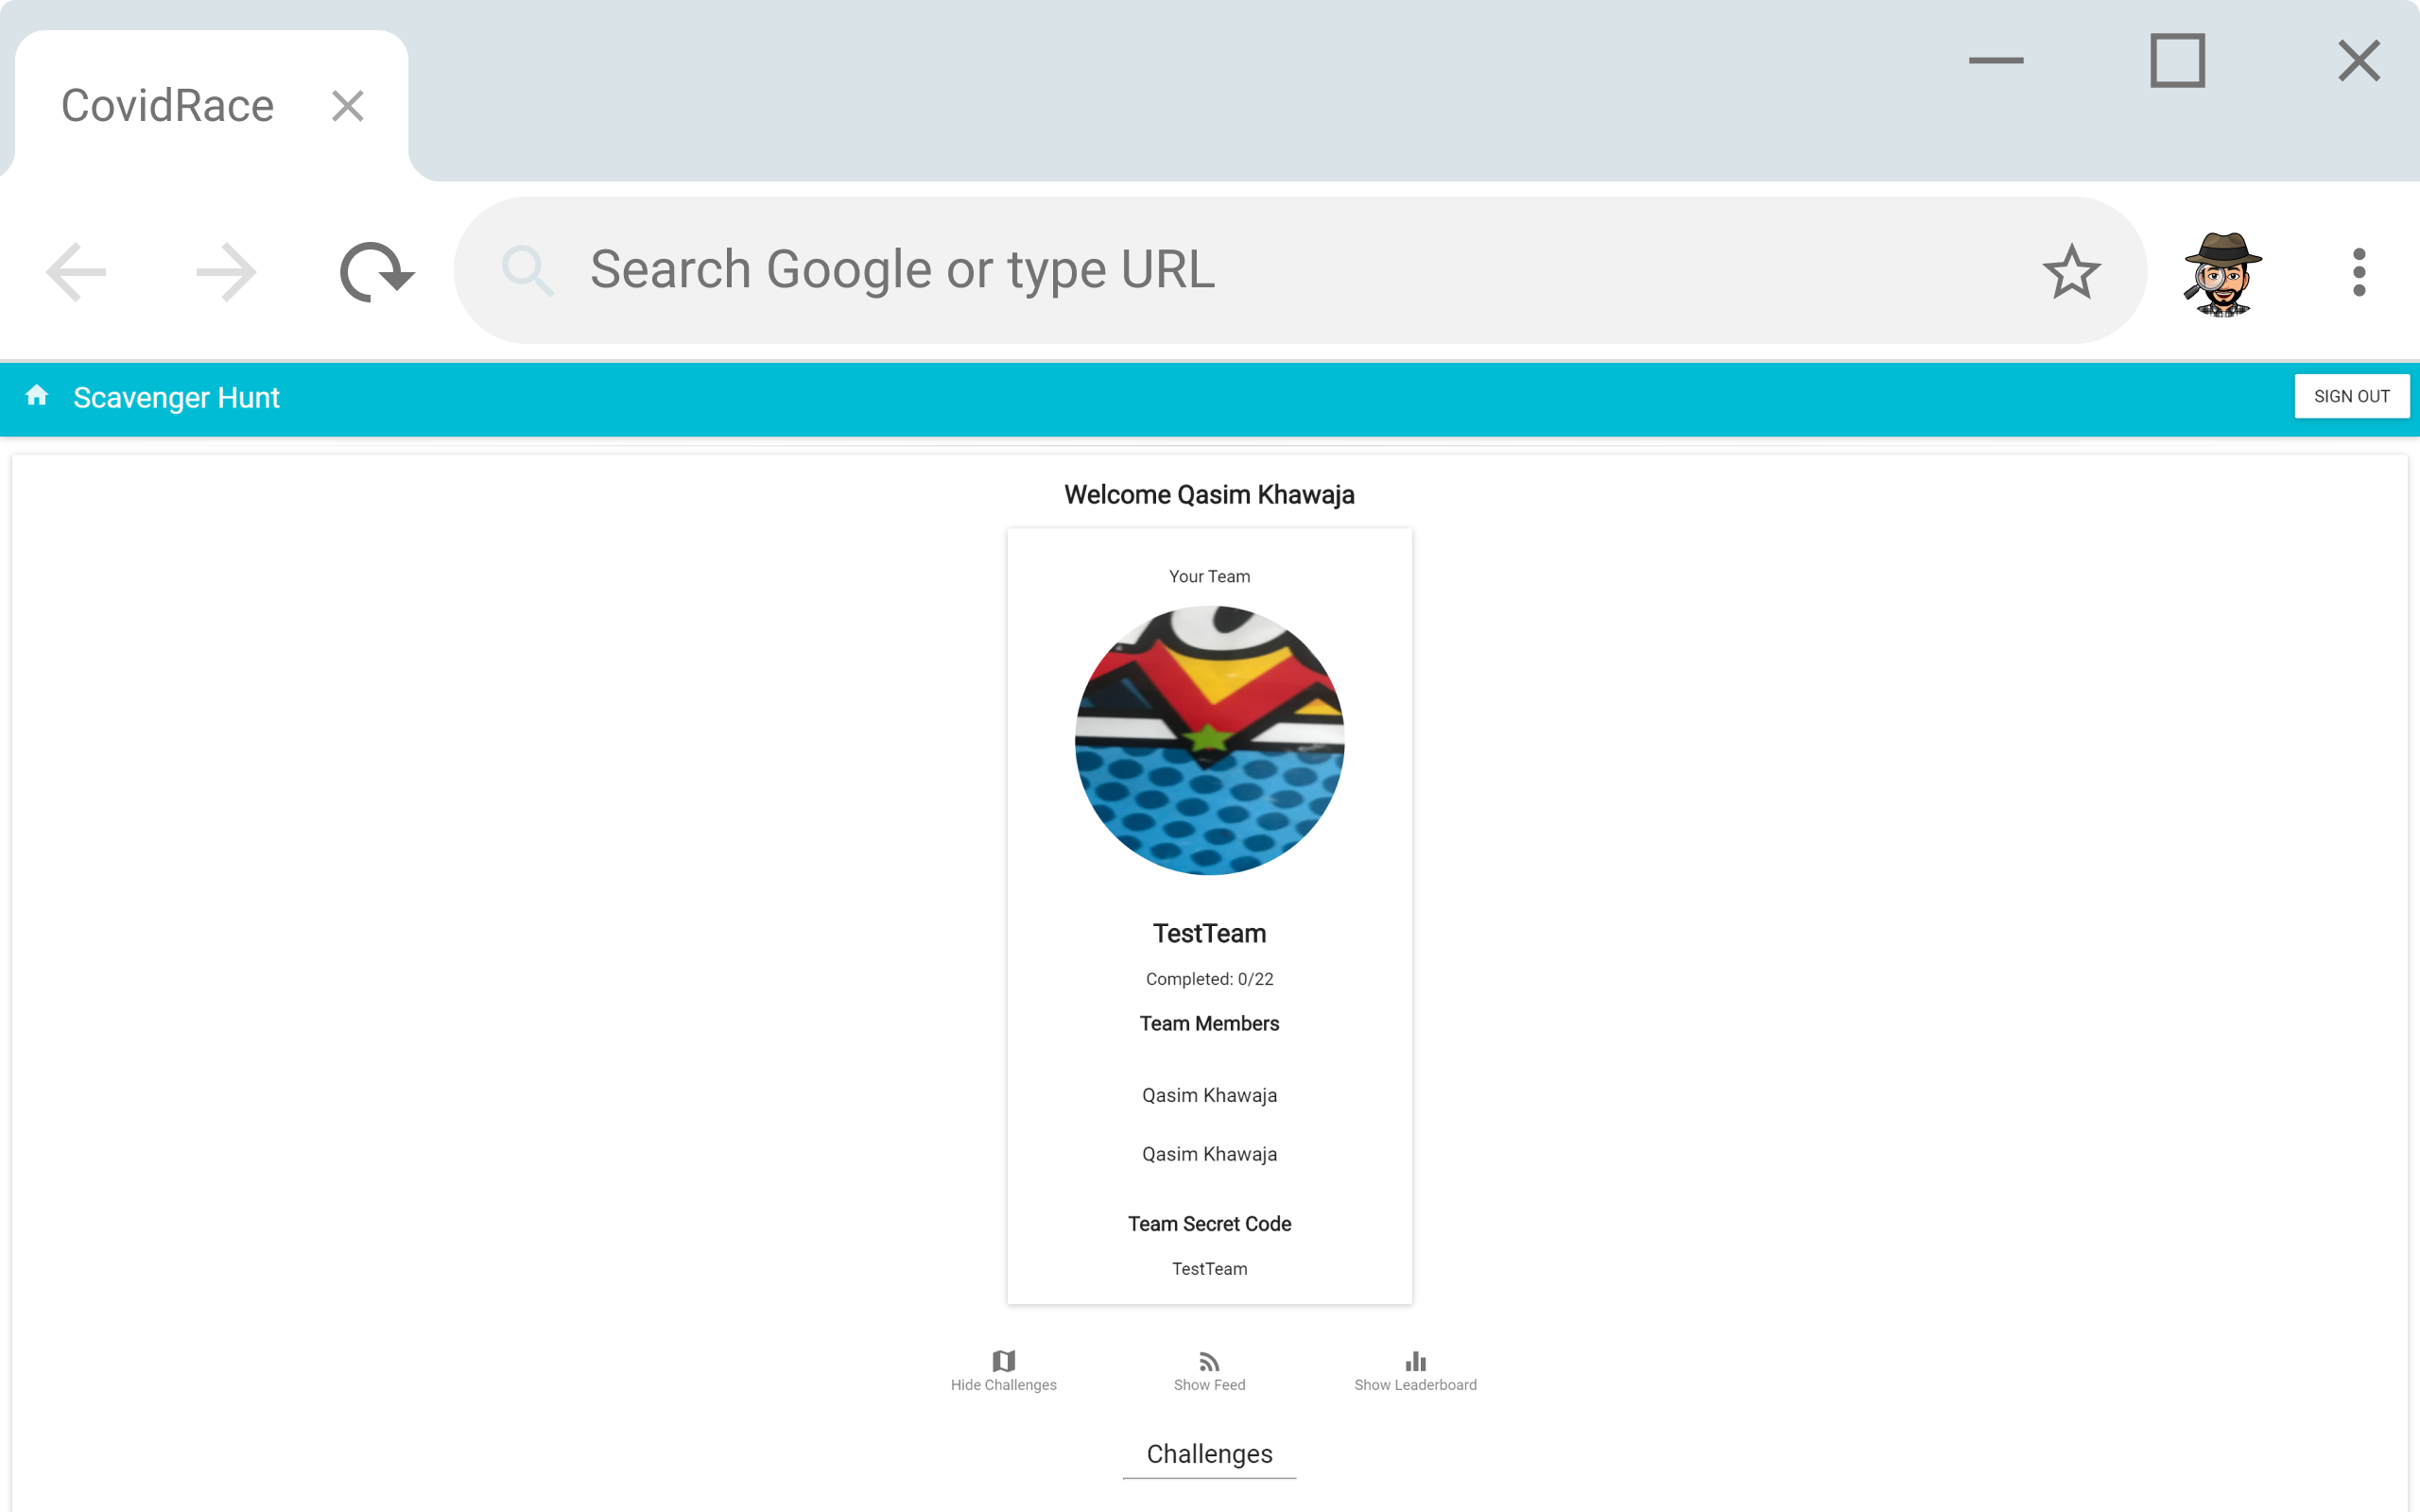 CovidRace
Search Google or type URL
Scavenger Hunt
SIGN OUT
Welcome Qasim Khawaja
Your Team
TestTeam
Completed: 0/22
Team Members
Qasim Khawaja
Qasim Khawaja
Team Secret Code
TestTeam
Hide Challenges
Show Feed
Show Leaderboard
Challenges